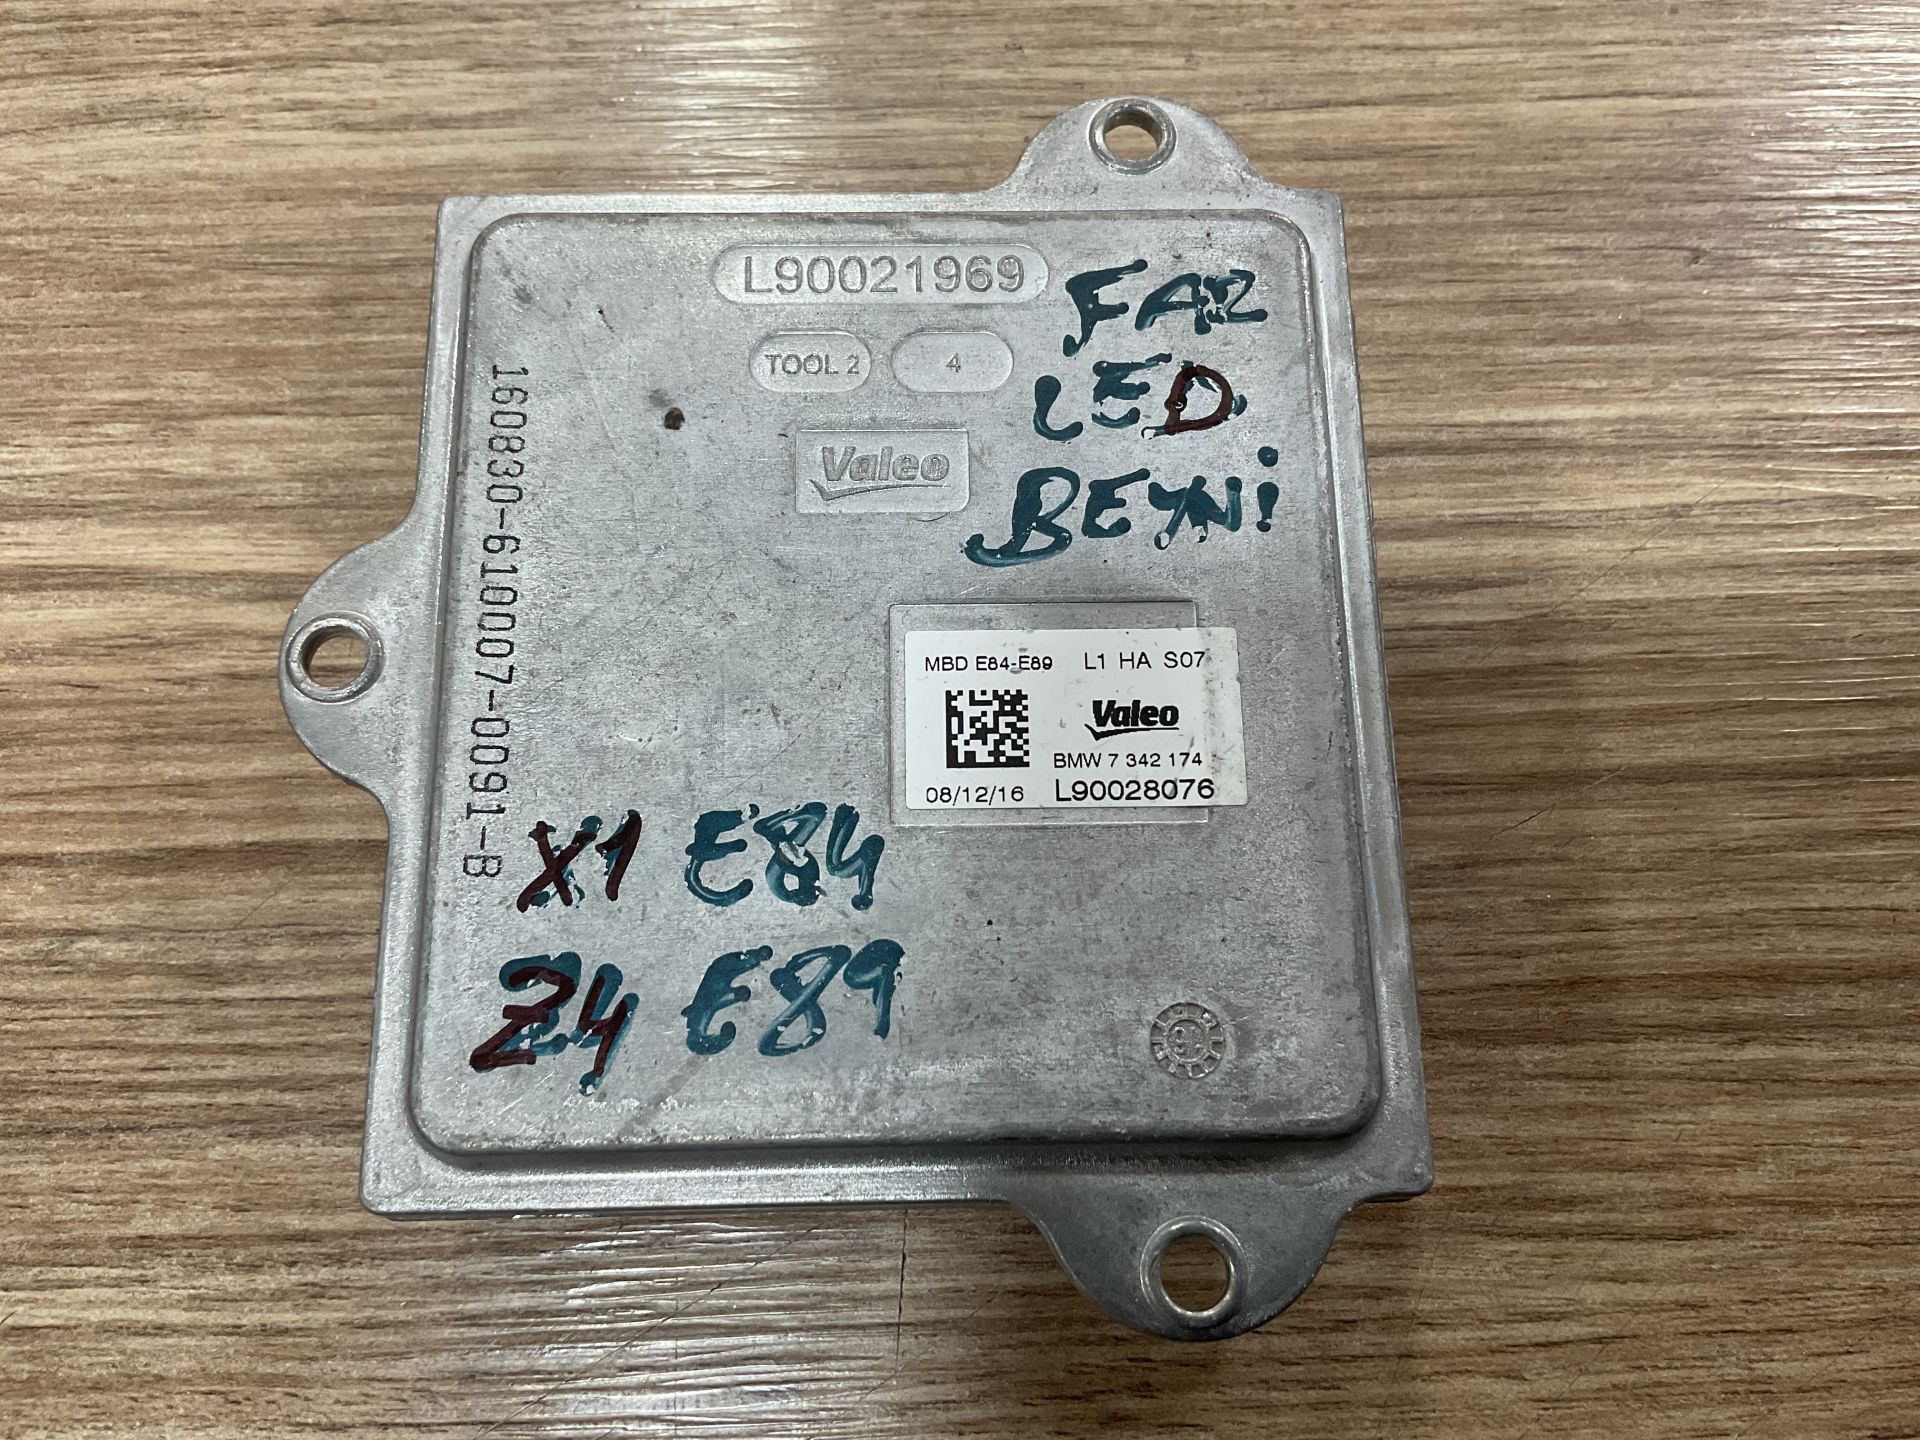 L90021969
TOOL 2 4
Valeo
FAR
LED
BEYNİ
160830-610007-0091-B
MBD E84-E89 L1 HA S07
Valeo
BMW 7 342 174
08/12/16 L90028076
X1 E84
Z4 E89